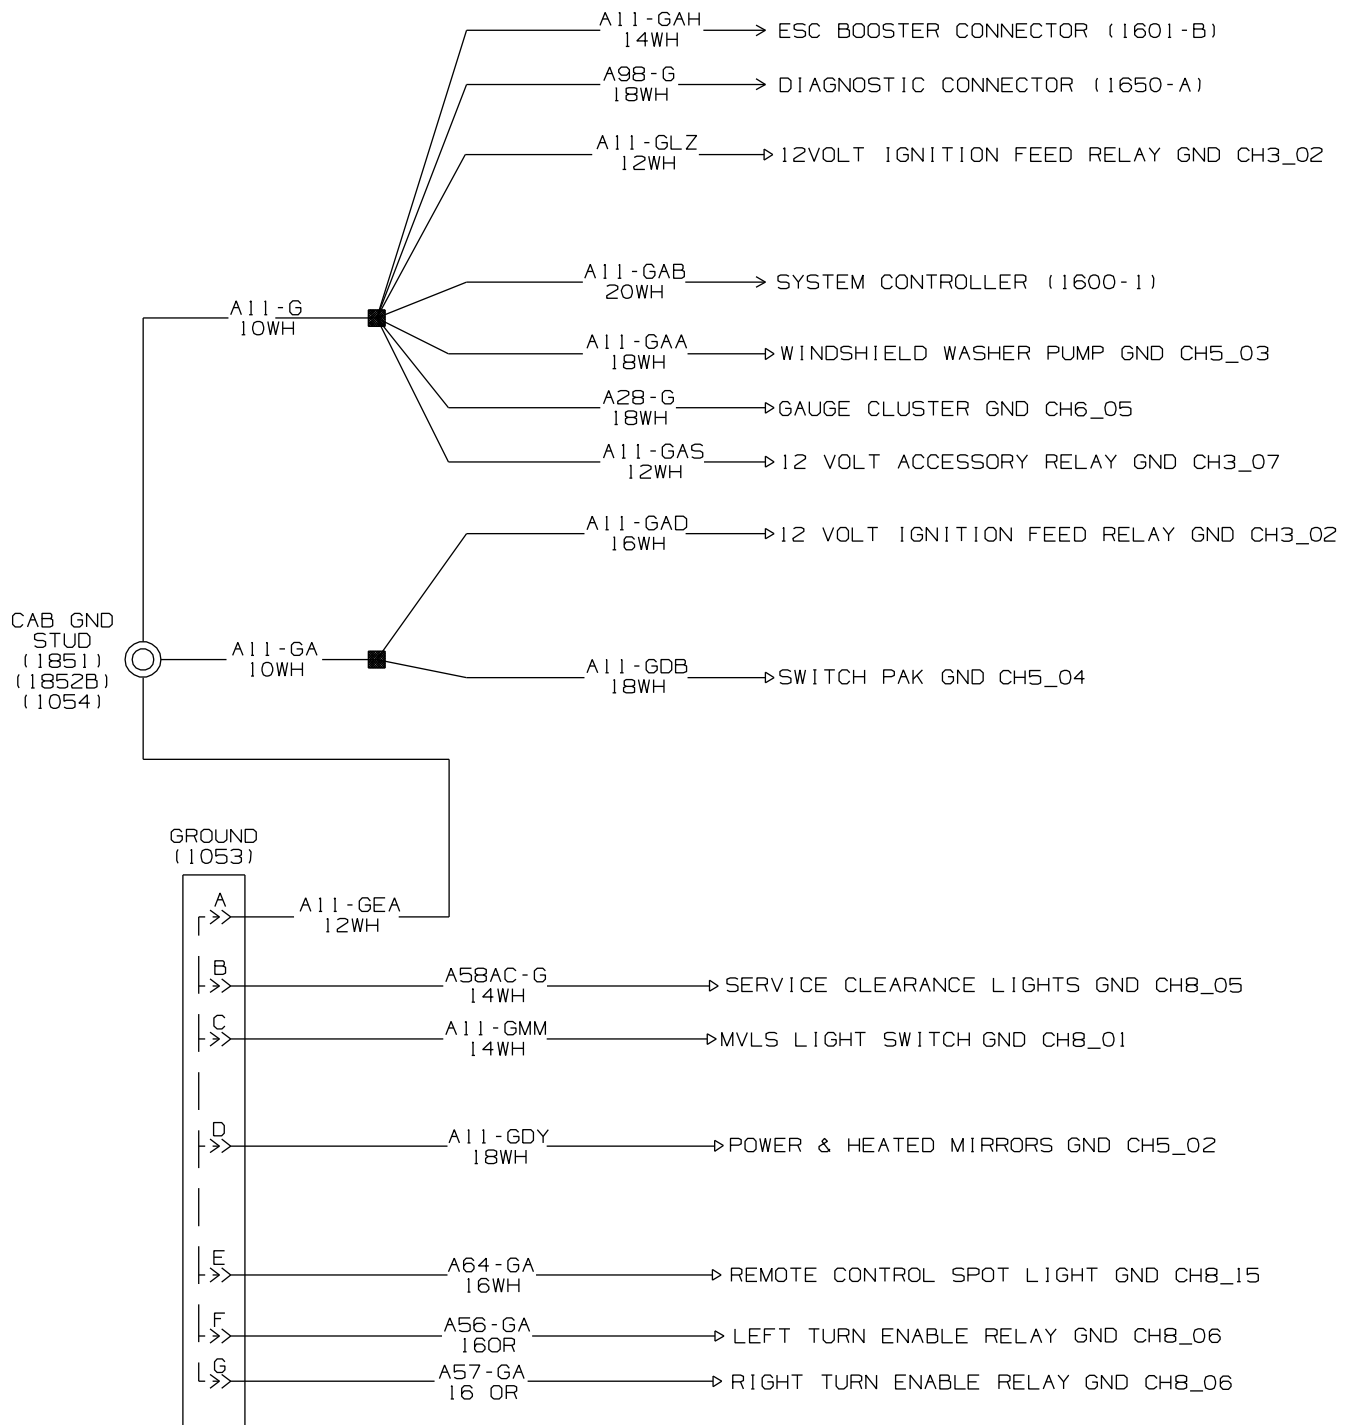 A11-GAH
14WH
ESC BOOSTER CONNECTOR (1601-B)
A98-G
18WH
DIAGNOSTIC CONNECTOR (1650-A)
A11-GLZ
12WH
12VOLT IGNITION FEED RELAY GND CH3_02
A11-GAB
20WH
SYSTEM CONTROLLER (1600-1)
A11-G
10WH
A11-GAA
18WH
WINDSHIELD WASHER PUMP GND CH5_03
A28-G
18WH
GAUGE CLUSTER GND CH6_05
A11-GAS
12WH
12 VOLT ACCESSORY RELAY GND CH3_07
A11-GAD
16WH
12 VOLT IGNITION FEED RELAY GND CH3_02
CAB GND
STUD
(1851)
(1852B)
(1054)
A11-GA
10WH
A11-GDB
18WH
SWITCH PAK GND CH5_04
GROUND
(1053)
A
A11-GEA
12WH
B
A58AC-G
14WH
SERVICE CLEARANCE LIGHTS GND CH8_05
C
A11-GMM
14WH
MVLS LIGHT SWITCH GND CH8_01
D
A11-GDY
18WH
POWER & HEATED MIRRORS GND CH5_02
E
A64-GA
16WH
REMOTE CONTROL SPOT LIGHT GND CH8_15
F
A56-GA
16OR
LEFT TURN ENABLE RELAY GND CH8_06
G
A57-GA
16 OR
RIGHT TURN ENABLE RELAY GND CH8_06